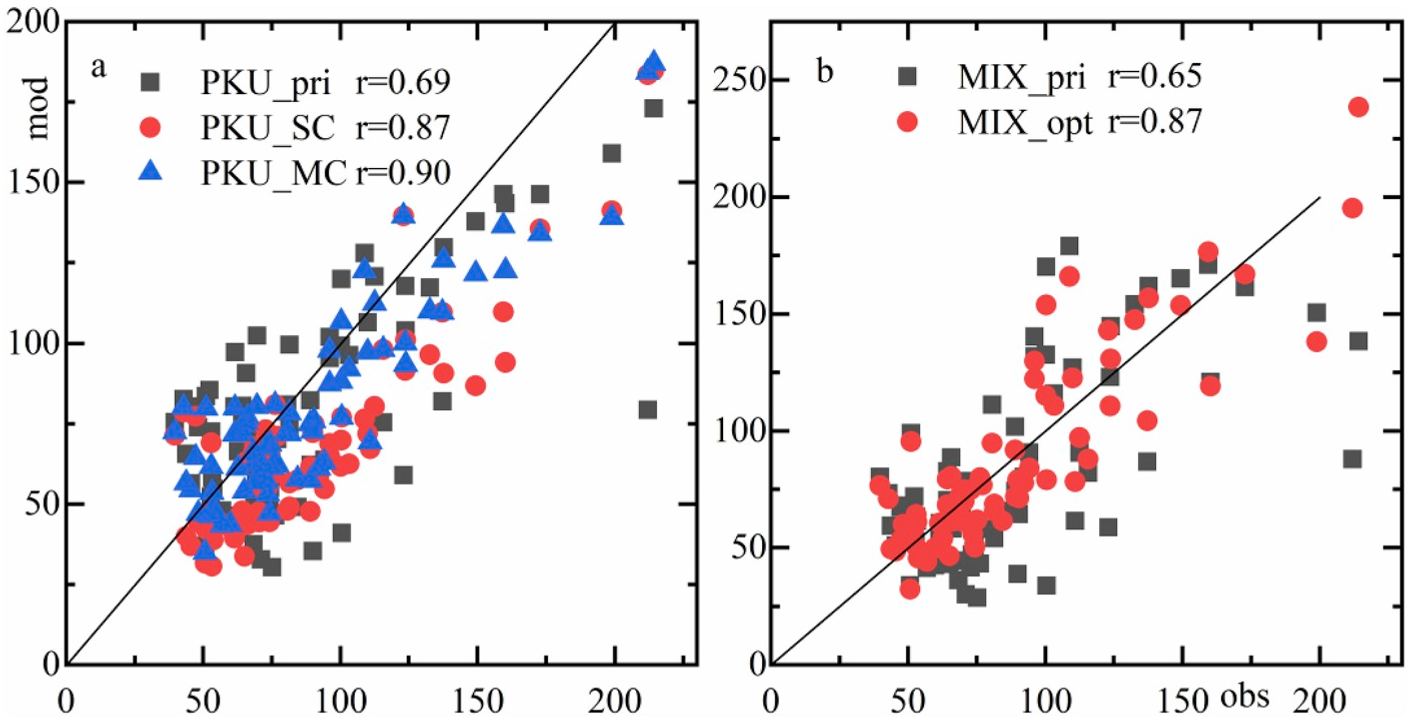 200
150
100
50
0
mod
a
PKU_pri r=0.69
PKU_SC r=0.87
PKU_MC r=0.90
0 50 100 150 200
250
200
150
100
50
0
b
MIX_pri r=0.65
MIX_opt r=0.87
0 50 100 150 obs 200